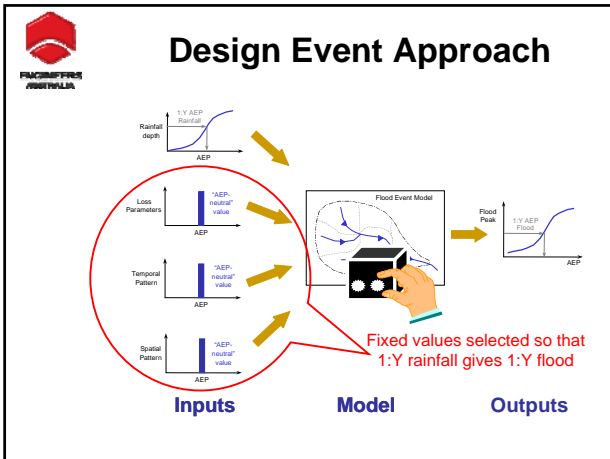 Design Event Approach
ENGINEERS
AUSTRALIA
1:Y AEP
Rainfall
Rainfall
depth
AEP
Loss
Parameters
"AEP-
neutral"
value
AEP
Temporal
Pattern
"AEP-
neutral"
value
AEP
Spatial
Pattern
"AEP-
neutral"
value
AEP
Flood Event Model
Flood
Peak
1:Y AEP
Flood
AEP
Fixed values selected so that
1:Y rainfall gives 1:Y flood
Inputs
Model
Outputs